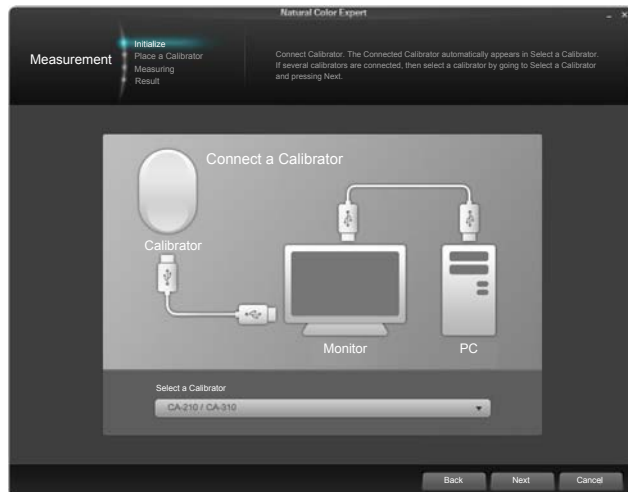 Natural Color Expert
Measurement
Initialize
Place a Calibrator
Measuring
Result
Connect Calibrator. The Connected Calibrator automatically appears in Select a Calibrator.
If several calibrators are connected, then select a calibrator by going to Select a Calibrator
and pressing Next.
Connect a Calibrator
Calibrator
Monitor
PC
Select a Calibrator
CA-210 / CA-310
Back
Next
Cancel